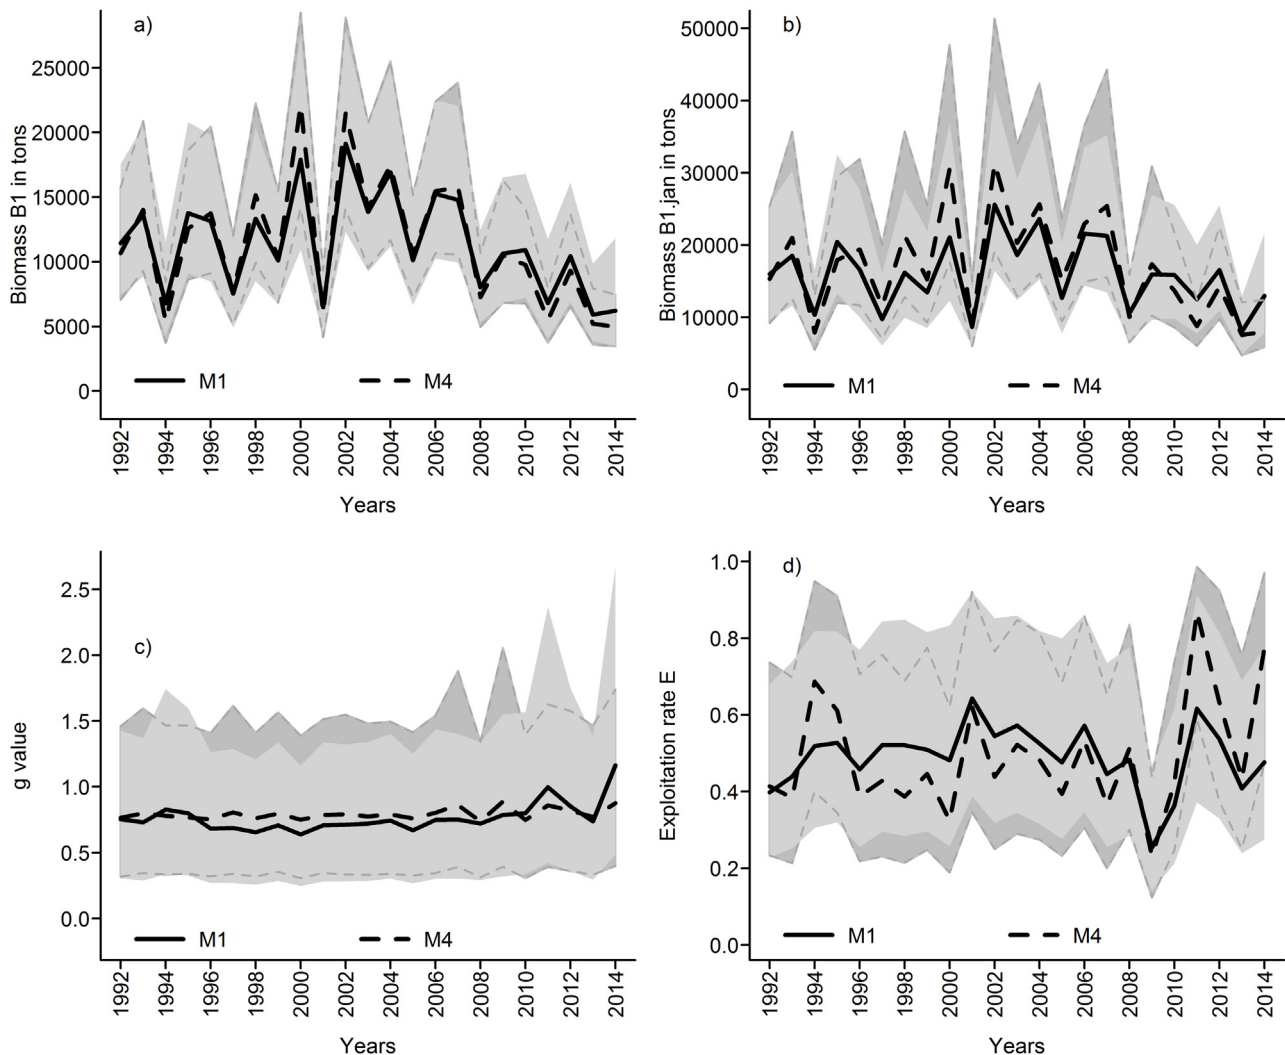 a)
Biomass B1 in tons
25000
20000
15000
10000
5000
0
M1 M4
1992 1994 1996 1998 2000 2002 2004 2006 2008 2010 2012 2014
Years
b)
Biomass B1.jan in tons
50000
40000
30000
20000
10000
0
M1 M4
1992 1994 1996 1998 2000 2002 2004 2006 2008 2010 2012 2014
Years
c)
g value
2.5
2.0
1.5
1.0
0.5
0.0
M1 M4
1992 1994 1996 1998 2000 2002 2004 2006 2008 2010 2012 2014
Years
d)
Exploitation rate E
1.0
0.8
0.6
0.4
0.2
0.0
M1 M4
1992 1994 1996 1998 2000 2002 2004 2006 2008 2010 2012 2014
Years